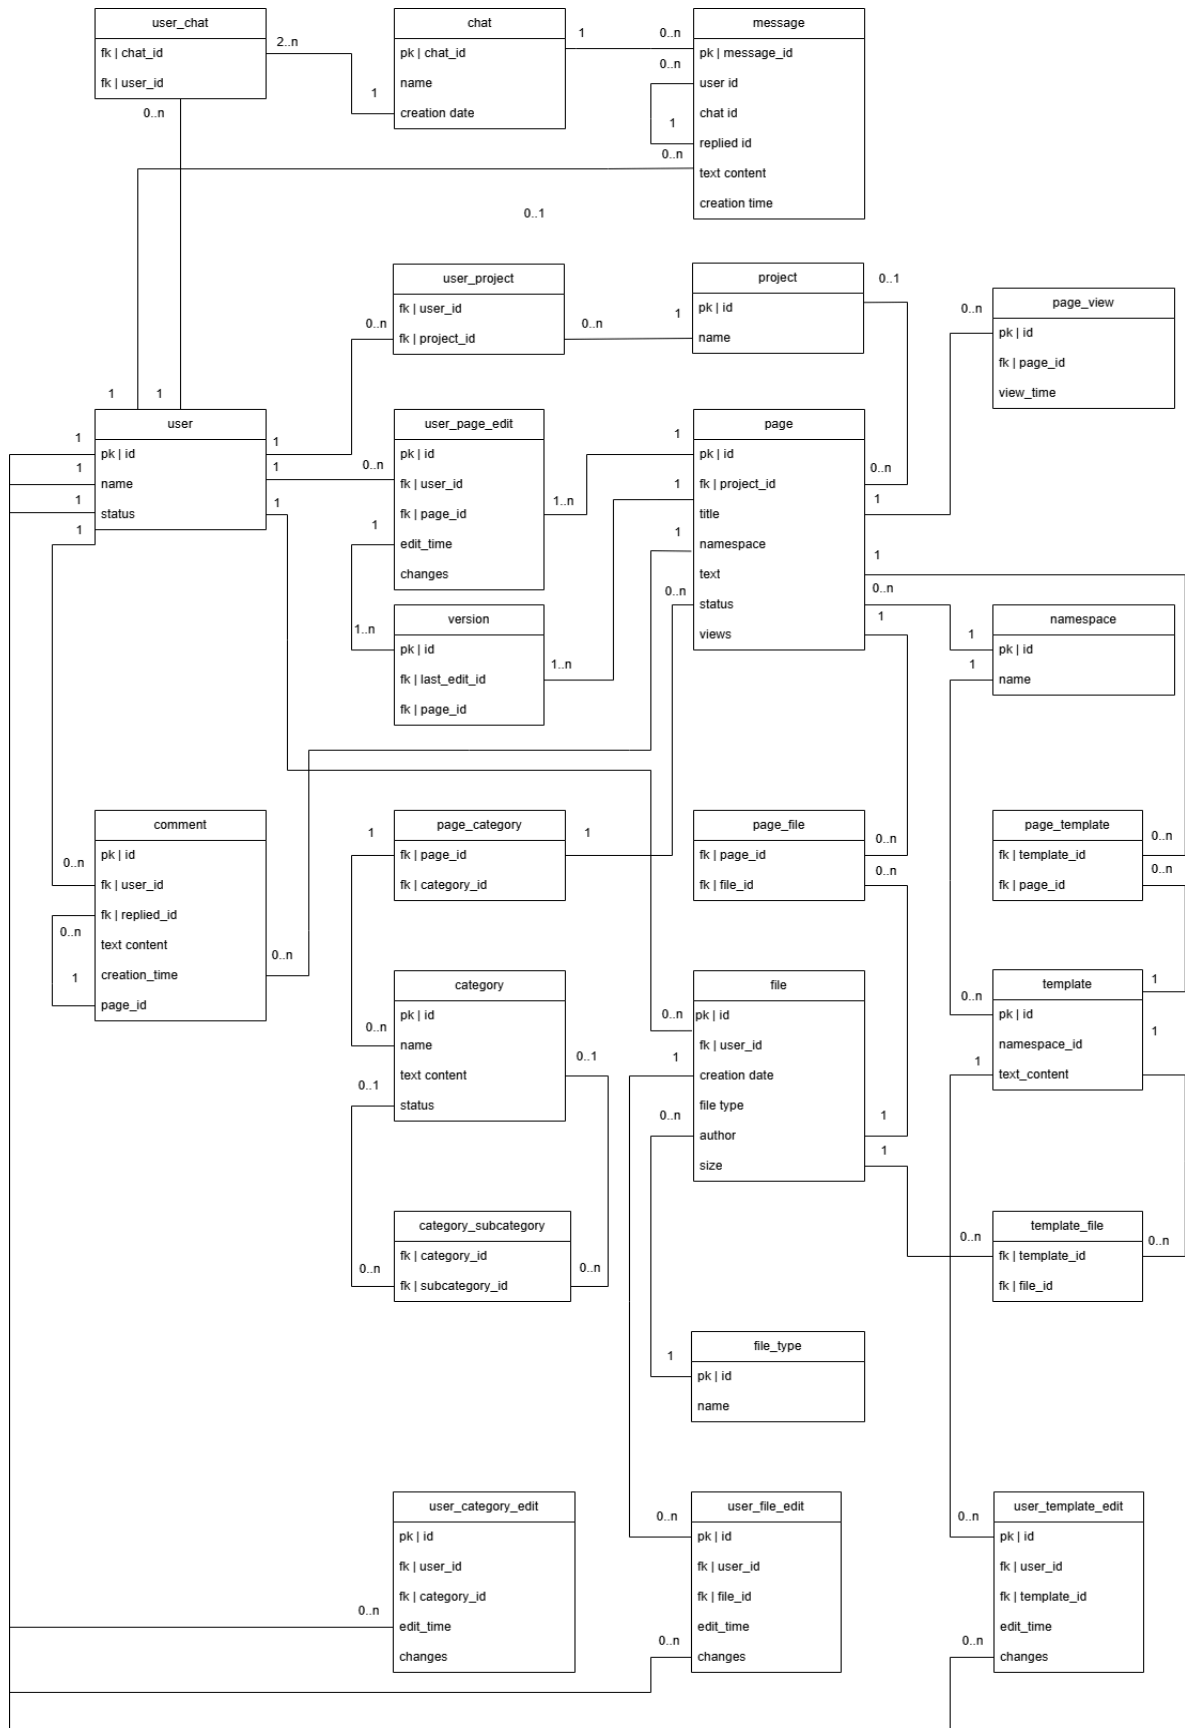 user_chat
fk | chat_id
fk | user_id
2..n
0..n
chat
pk | chat_id
name
creation date
1
1
0..n
message
pk | message_id
user id
chat id
replied id
text content
creation time
0..n
1
0..n
0..1
user_project
fk | user_id
fk | project_id
0..n
0..n
1
project
pk | id
name
0..1
page_view
pk | id
fk | page_id
view_time
0..n
1
1
user
pk | id
name
status
1
1
1
1
1
1
1
user_page_edit
pk | id
fk | user_id
fk | page_id
edit_time
changes
0..n
1
1..n
1
1
1
0..n
page
pk | id
fk | project_id
title
namespace
text
status
views
0..n
1
1
0..n
1
version
pk | id
fk | last_edit_id
fk | page_id
1..n
1..n
namespace
pk | id
name
1
1
comment
pk | id
fk | user_id
fk | replied_id
text content
creation_time
page_id
0..n
0..n
1
0..n
page_category
fk | page_id
fk | category_id
1
1
page_file
fk | page_id
fk | file_id
0..n
0..n
page_template
fk | template_id
fk | page_id
0..n
0..n
category
pk | id
name
text content
status
0..n
0..1
0..1
file
pk | id
fk | user_id
creation date
file type
author
size
0..n
1
0..n
1
1
template
pk | id
namespace_id
text_content
0..n
1
1
1
category_subcategory
fk | category_id
fk | subcategory_id
0..n
0..n
template_file
fk | template_id
fk | file_id
0..n
0..n
file_type
pk | id
name
1
user_category_edit
pk | id
fk | user_id
fk | category_id
edit_time
changes
0..n
user_file_edit
pk | id
fk | user_id
fk | file_id
edit_time
changes
0..n
0..n
user_template_edit
pk | id
fk | user_id
fk | template_id
edit_time
changes
0..n
0..n